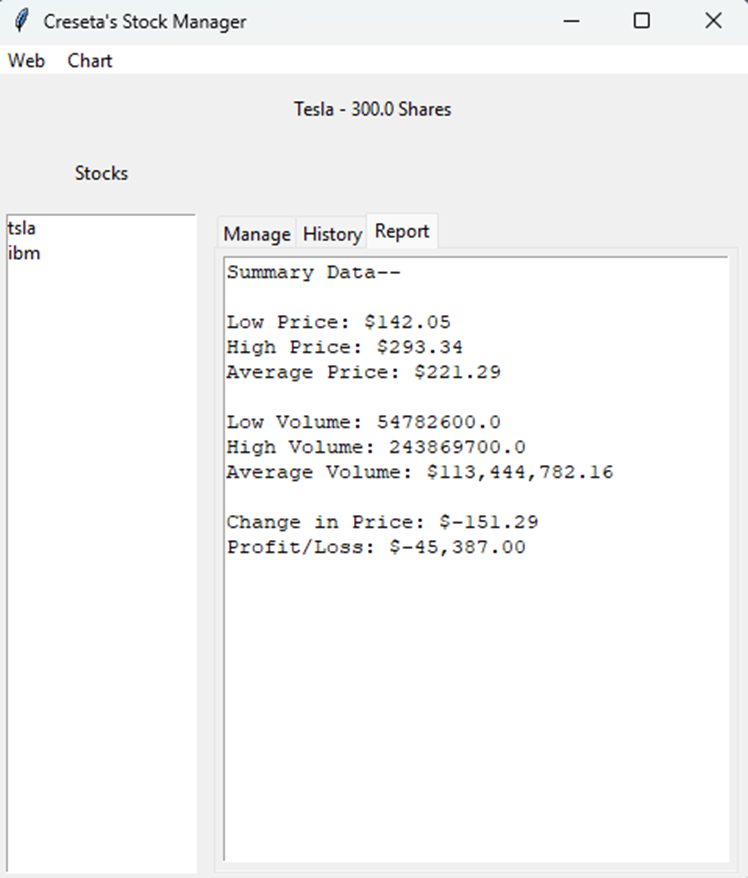 Creseta's Stock Manager
Web Chart
Tesla - 300.0 Shares
Stocks
tsla
ibm
Manage History Report
Summary Data--
Low Price: $142.05
High Price: $293.34
Average Price: $221.29
Low Volume: 54782600.0
High Volume: 243869700.0
Average Volume: $113,444,782.16
Change in Price: $-151.29
Profit/Loss: $-45,387.00